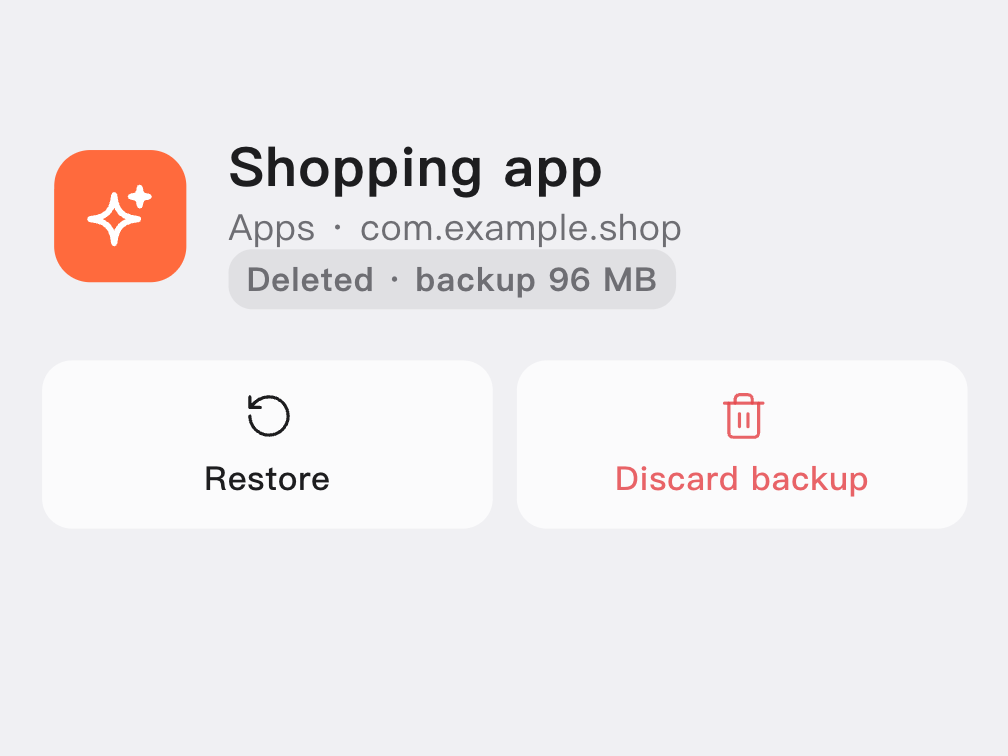 Shopping app
Apps · com.example.shop
Deleted · backup 96 MB
Restore
Discard backup